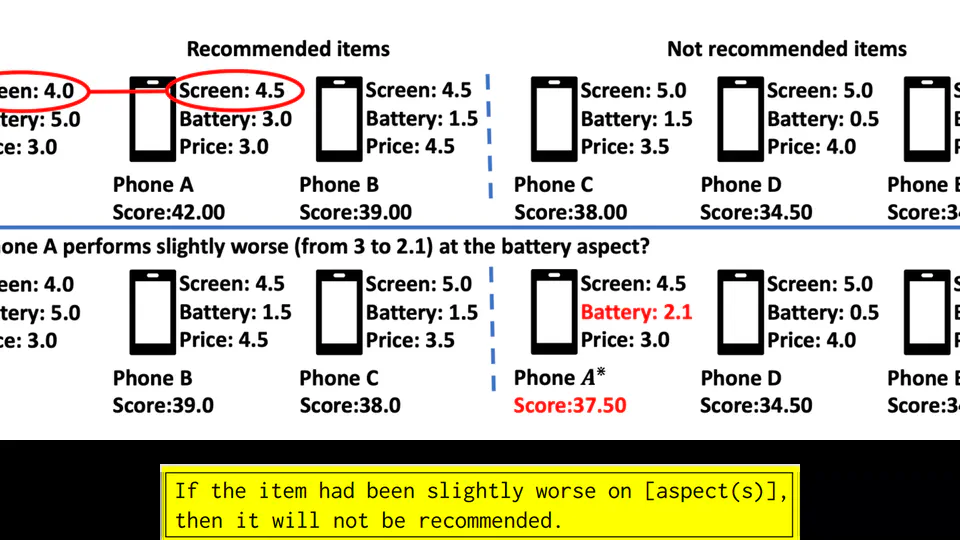 Recommended items
Not recommended items
een: 4.0
Screen: 4.5
Screen: 4.5
Screen: 5.0
Screen: 5.0
S
ttery: 5.0
Battery: 3.0
Battery: 1.5
Battery: 1.5
Battery: 0.5
ce: 3.0
Price: 3.0
Price: 4.5
Price: 3.5
Price: 4.0
P
Phone A
Phone B
Phone C
Phone D
Phone E
Score:42.00
Score:39.00
Score:38.00
Score:34.50
Score:34
one A performs slightly worse (from 3 to 2.1) at the battery aspect?
een: 4.0
Screen: 4.5
Screen: 5.0
Screen: 4.5
Screen: 5.0
S
ttery: 5.0
Battery: 1.5
Battery: 1.5
Battery: 2.1
Battery: 0.5
ce: 3.0
Price: 4.5
Price: 3.5
Price: 3.0
Price: 4.0
P
Phone B
Phone C
Phone A*
Phone D
Phone E
Score:39.0
Score:38.0
Score:37.50
Score:34.50
Score:34
If the item had been slightly worse on [aspect(s)],
then it will not be recommended.